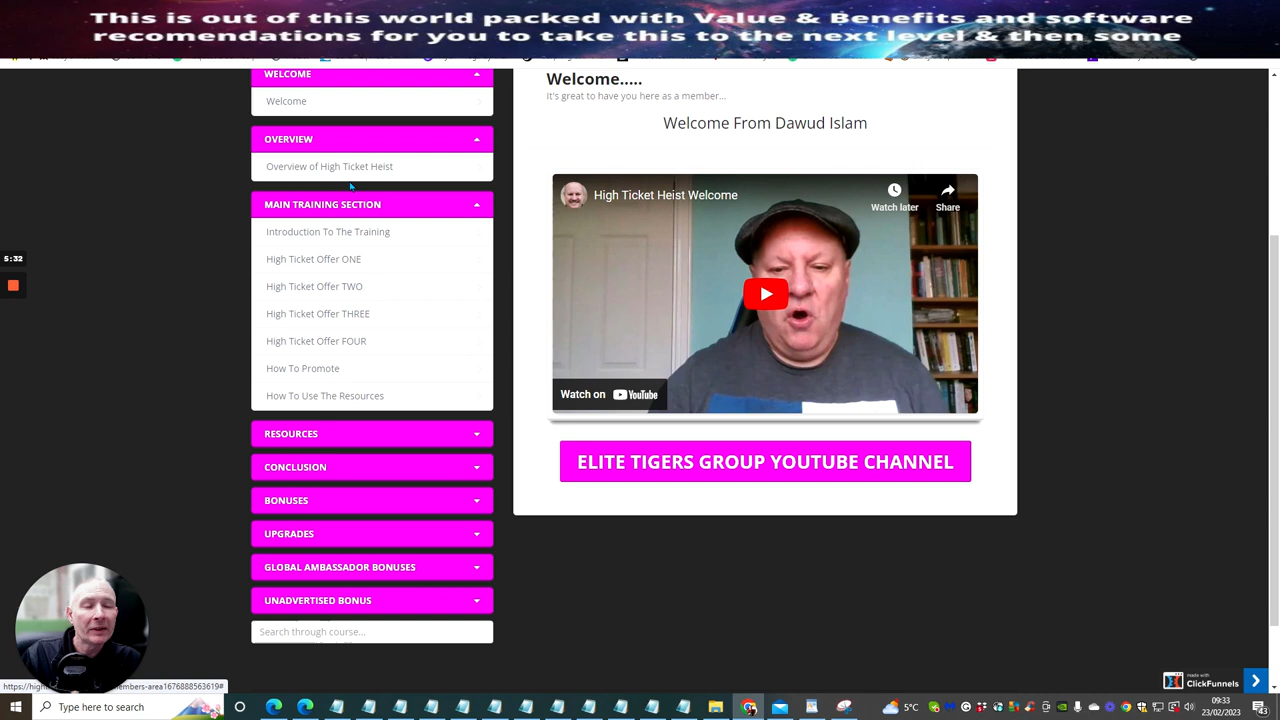 This is out of this world packed with Value & Benefits and software
recomendations for you to take this to the next level & then some
WELCOME
Welcome
OVERVIEW
Overview of High Ticket Heist
MAIN TRAINING SECTION
Introduction To The Training
High Ticket Offer ONE
High Ticket Offer TWO
High Ticket Offer THREE
High Ticket Offer FOUR
How To Promote
How To Use The Resources
RESOURCES
CONCLUSION
BONUSES
UPGRADES
GLOBAL AMBASSADOR BONUSES
UNADVERTISED BONUS
Search through course...
Welcome.....
It's great to have you here as a member...
Welcome From Dawud Islam
High Ticket Heist Welcome
Watch later
Share
Watch on YouTube
ELITE TIGERS GROUP YOUTUBE CHANNEL
5:32
made with
ClickFunnels
Type here to search
5°C
09:33
23/02/2023